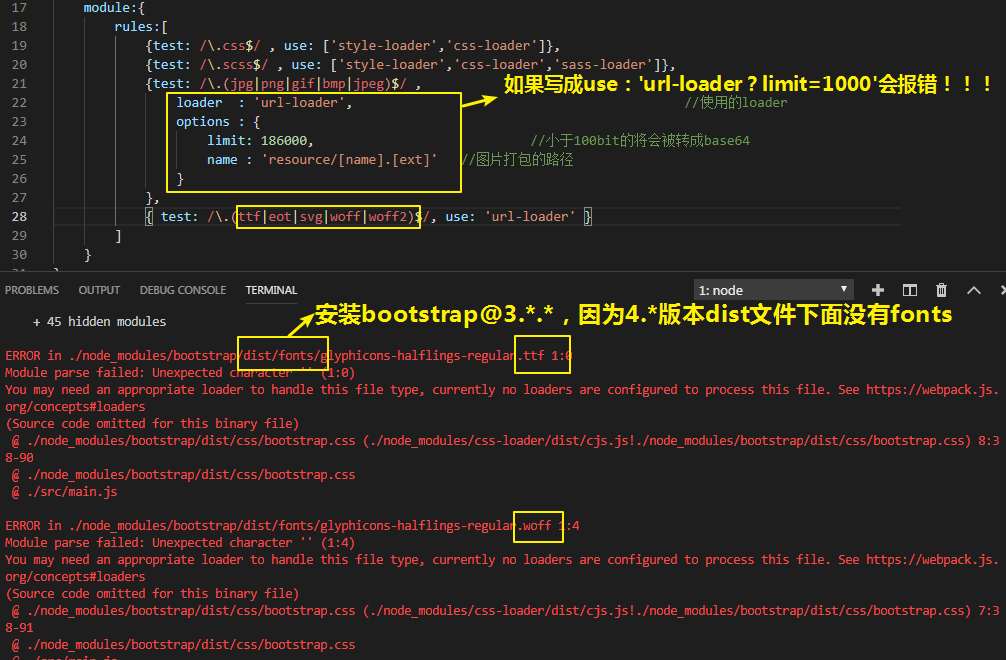 17 module:{
18 rules:[
19 {test: /\.css$/ , use: ['style-loader','css-loader']},
20 {test: /\.scss$/ , use: ['style-loader','css-loader','sass-loader']},
21 {test: /\.(jpg|png|gif|bmp|jpeg)$/ ,
如果写成use：'url-loader？limit=1000'会报错！！！
22 loader : 'url-loader', //使用的loader
23 options : {
24 limit: 186000, //小于100bit的将会被转成base64
25 name : 'resource/[name].[ext]' //图片打包的路径
26 }
27 },
28 { test: /\.(ttf|eot|svg|woff|woff2)$/, use: 'url-loader' }
29 ]
30 }
PROBLEMS OUTPUT DEBUG CONSOLE TERMINAL 1: node
安装bootstrap@3.*.*，因为4.*版本dist文件下面没有fonts
+ 45 hidden modules
ERROR in ./node_modules/bootstrap/dist/fonts/glyphicons-halflings-regular.ttf 1:0
Module parse failed: Unexpected character '' (1:0)
You may need an appropriate loader to handle this file type, currently no loaders are configured to process this file. See https://webpack.js.
org/concepts#loaders
(Source code omitted for this binary file)
@ ./node_modules/bootstrap/dist/css/bootstrap.css (./node_modules/css-loader/dist/cjs.js!./node_modules/bootstrap/dist/css/bootstrap.css) 8:3
8-90
@ ./node_modules/bootstrap/dist/css/bootstrap.css
@ ./src/main.js
ERROR in ./node_modules/bootstrap/dist/fonts/glyphicons-halflings-regular.woff 1:4
Module parse failed: Unexpected character '' (1:4)
You may need an appropriate loader to handle this file type, currently no loaders are configured to process this file. See https://webpack.js.
org/concepts#loaders
(Source code omitted for this binary file)
@ ./node_modules/bootstrap/dist/css/bootstrap.css (./node_modules/css-loader/dist/cjs.js!./node_modules/bootstrap/dist/css/bootstrap.css) 7:3
8-91
@ ./node_modules/bootstrap/dist/css/bootstrap.css